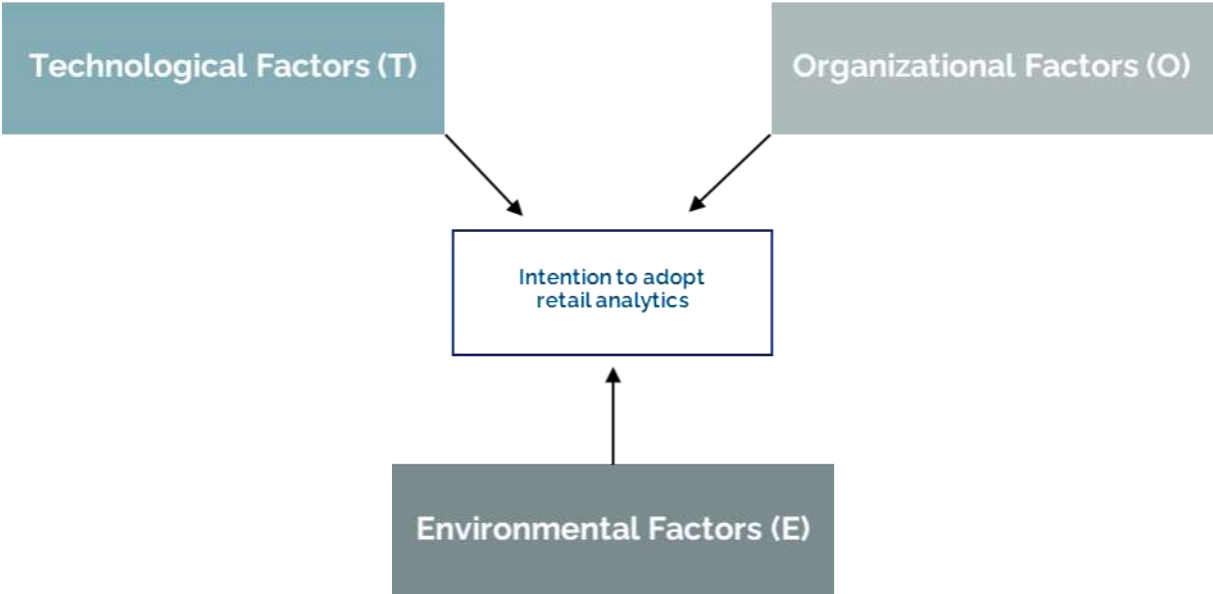 Technological Factors (T)
Organizational Factors (O)
Intention to adopt
retail analytics
Environmental Factors (E)